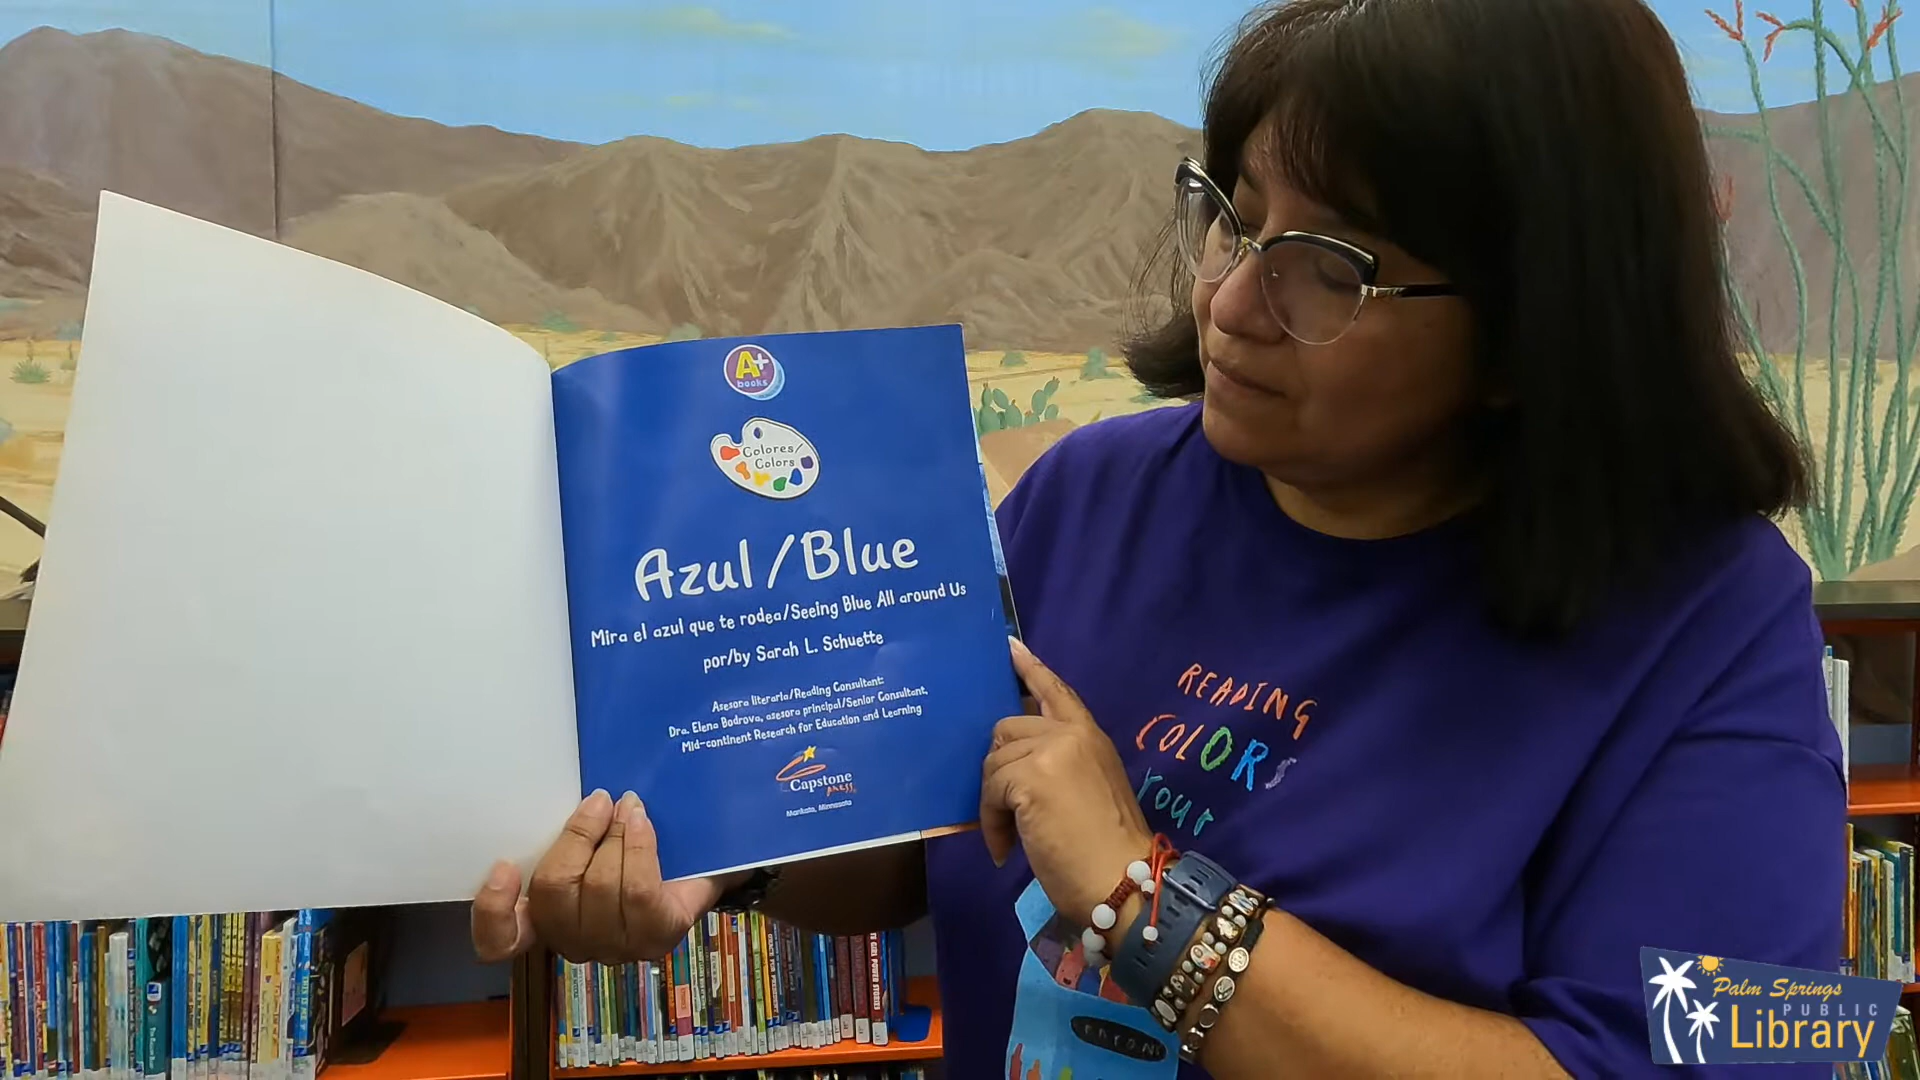 A+
books
Colores/
Colors
Azul/Blue
Mira el azul que te rodea/Seeing Blue All around Us
por/by Sarah L. Schuette
Asesora literaria/Reading Consultant:
Dra. Elena Bodrova, asesora principal/Senior Consultant,
Mid-continent Research for Education and Learning
Capstone
press
Mankato, Minnesota
READING
COLORS
YOUR
Palm Springs
PUBLIC
Library